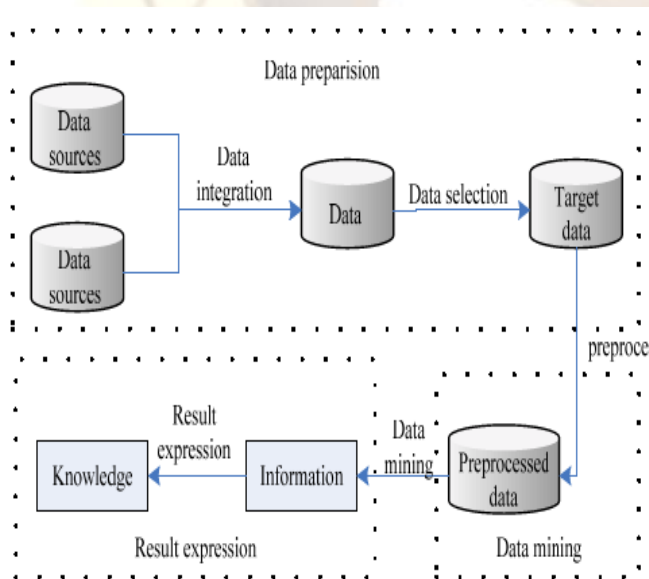 Data preparision
Data
sources
Data
integration
Data
Data selection
Target
data
Data
sources
preproce
Result
expression
Data
mining
Knowledge
Information
Preprocessed
data
Result expression
Data mining